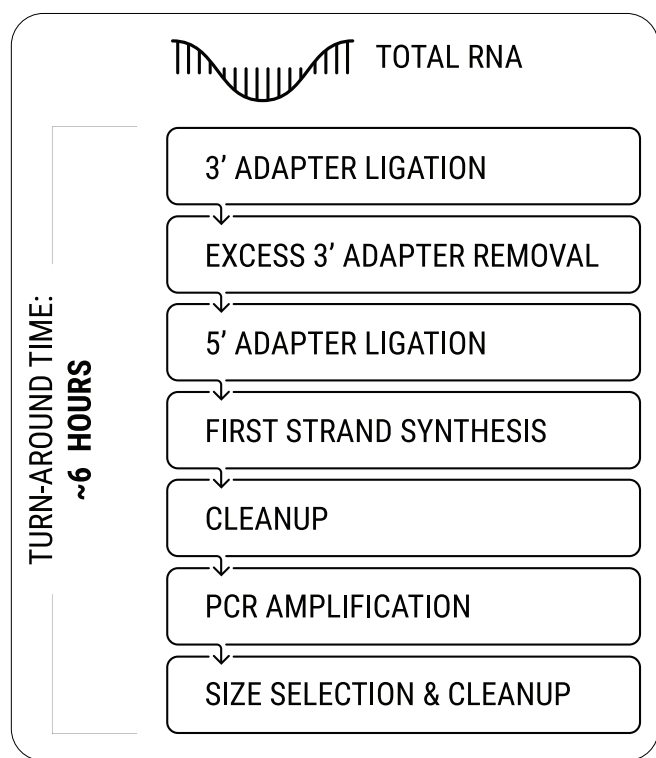 TOTAL RNA
TURN-AROUND TIME:
~6 HOURS
3’ ADAPTER LIGATION
EXCESS 3’ ADAPTER REMOVAL
5’ ADAPTER LIGATION
FIRST STRAND SYNTHESIS
CLEANUP
PCR AMPLIFICATION
SIZE SELECTION & CLEANUP